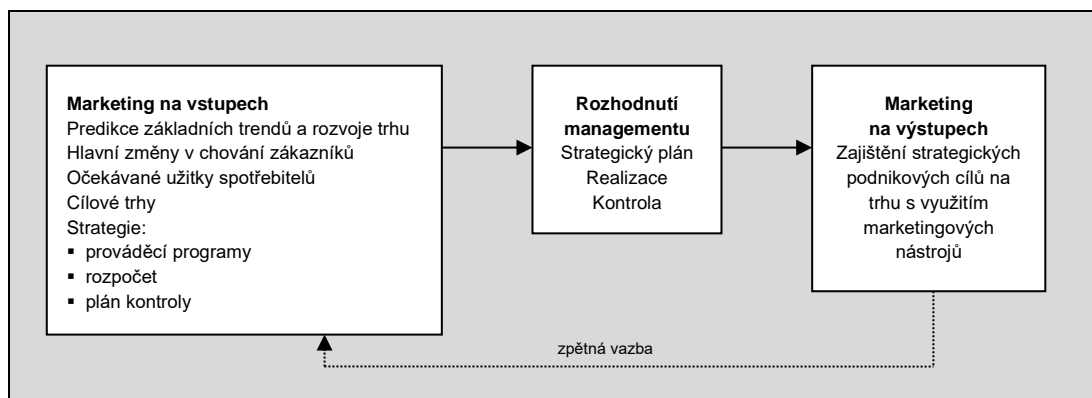 Marketing na vstupech
Predikce základních trendů a rozvoje trhu
Hlavní změny v chování zákazníků
Očekávané užitky spotřebitelů
Cílové trhy
Strategie:
▪ prováděcí programy
▪ rozpočet
▪ plán kontroly
Rozhodnutí
managementu
Strategický plán
Realizace
Kontrola
Marketing
na výstupech
Zajištění strategických
podnikových cílů na
trhu s využitím
marketingových
nástrojů
zpětná vazba